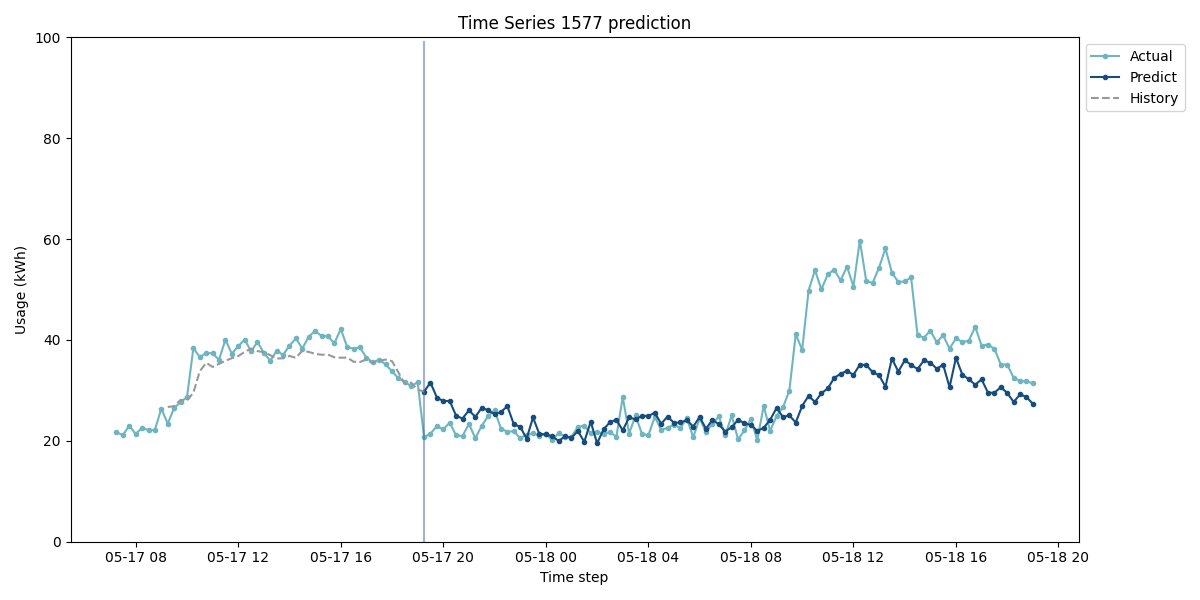 Time Series 1577 prediction
Actual
Predict
History
Usage (kWh)
100
80
60
40
20
0
05-17 08
05-17 12
05-17 16
05-17 20
05-18 00
05-18 04
05-18 08
05-18 12
05-18 16
05-18 20
Time step